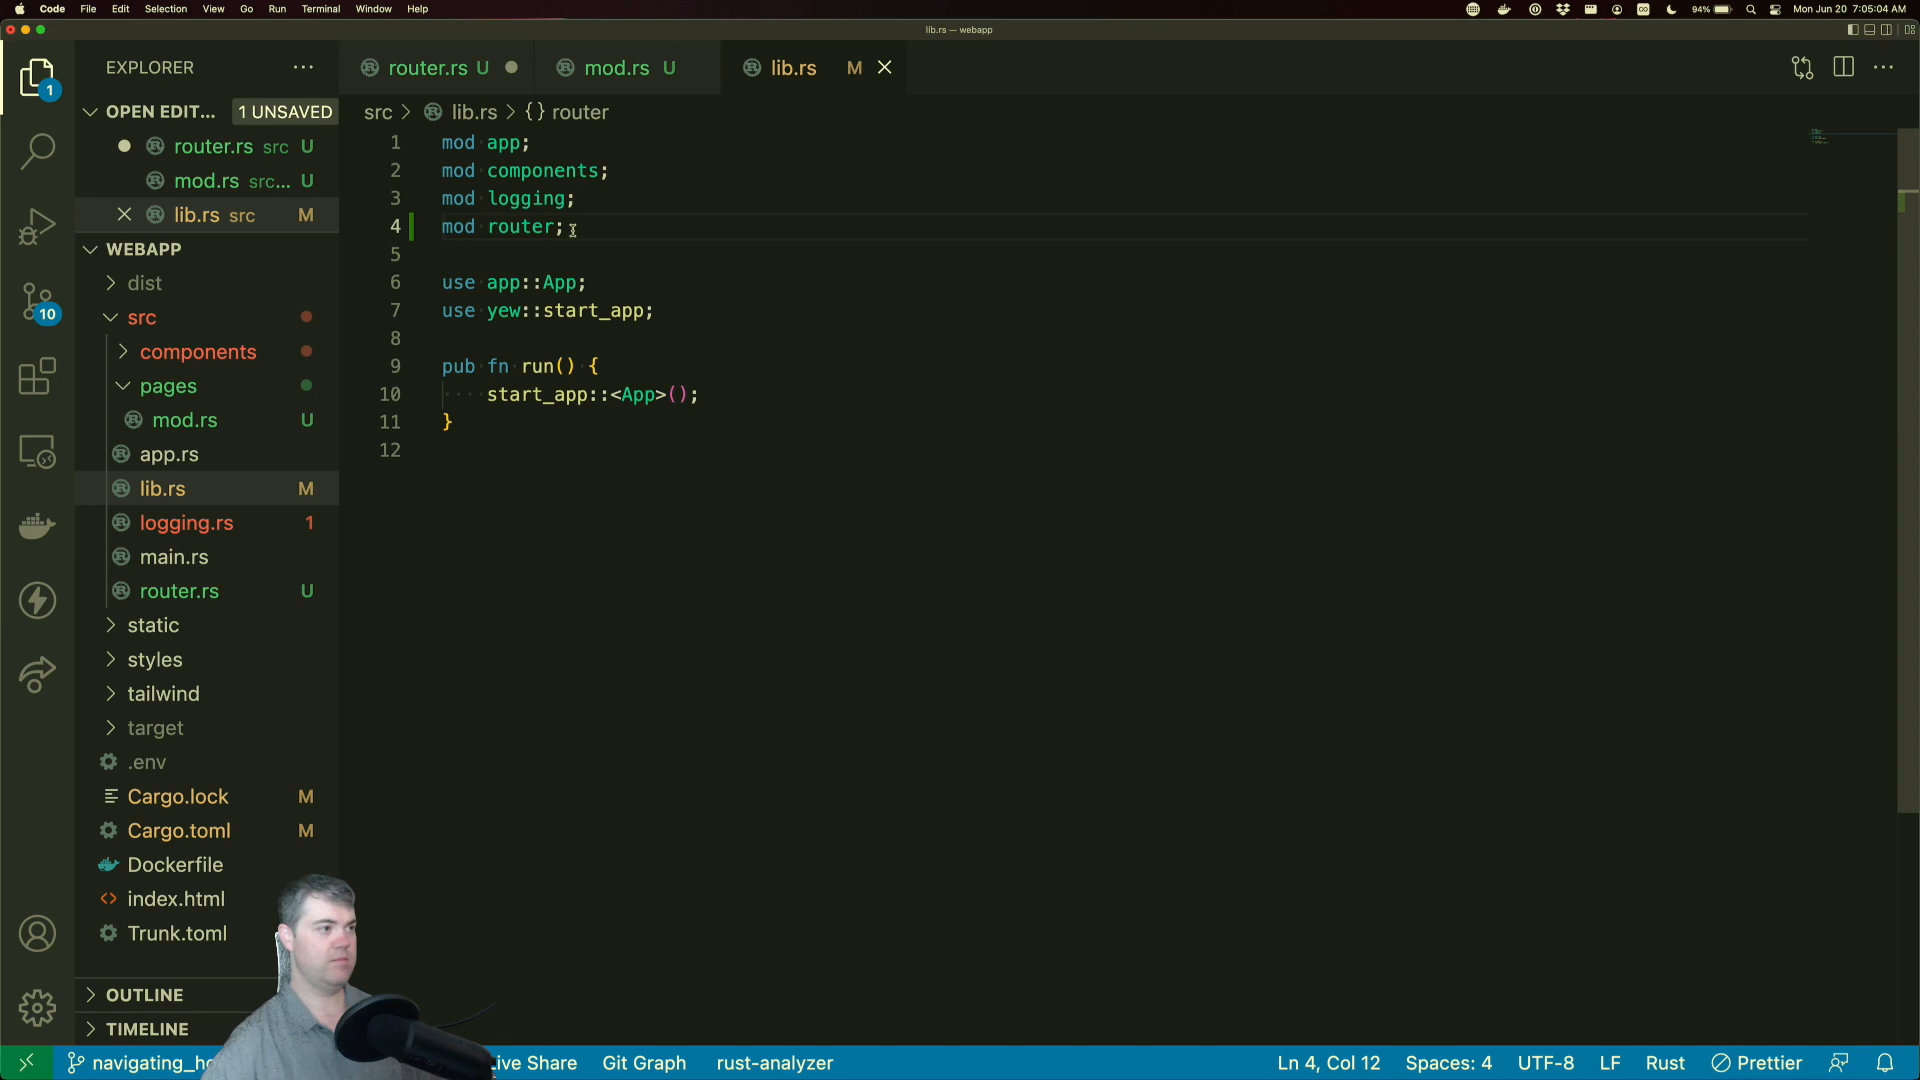 Code File Edit Selection View Go Run Terminal Window Help
94% Mon Jun 20 7:05:04 AM
lib.rs — webapp
EXPLORER
router.rs U
mod.rs U
lib.rs M
OPEN EDIT... 1 UNSAVED
src > lib.rs > {} router
router.rs src U
mod.rs src... U
lib.rs src M
WEBAPP
dist
src
components
pages
mod.rs U
app.rs
lib.rs M
logging.rs 1
main.rs
router.rs U
static
styles
tailwind
target
.env
Cargo.lock M
Cargo.toml M
Dockerfile
index.html
Trunk.toml
OUTLINE
TIMELINE
1
10
1 mod app;
2 mod components;
3 mod logging;
4 mod router;
5
6 use app::App;
7 use yew::start_app;
8
9 pub fn run() {
10 ····start_app::<App>();
11 }
12
Live Share Git Graph rust-analyzer
Ln 4, Col 12 Spaces: 4 UTF-8 LF Rust Prettier